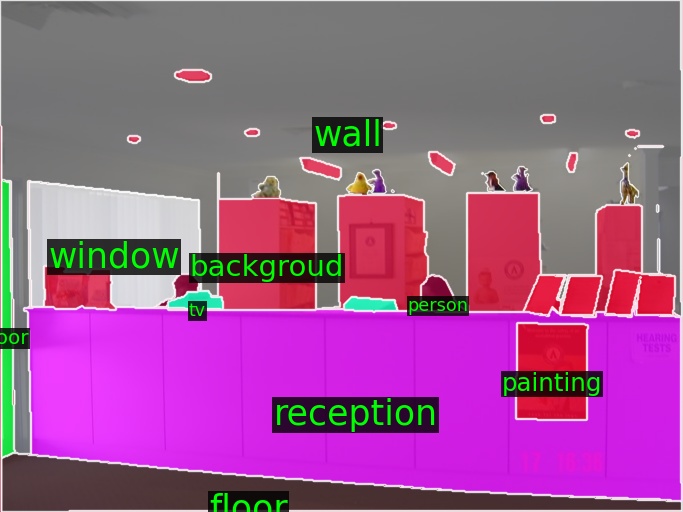 wall
window
backgroud
tv
person
oor
painting
HEARING
TESTS
reception
floor